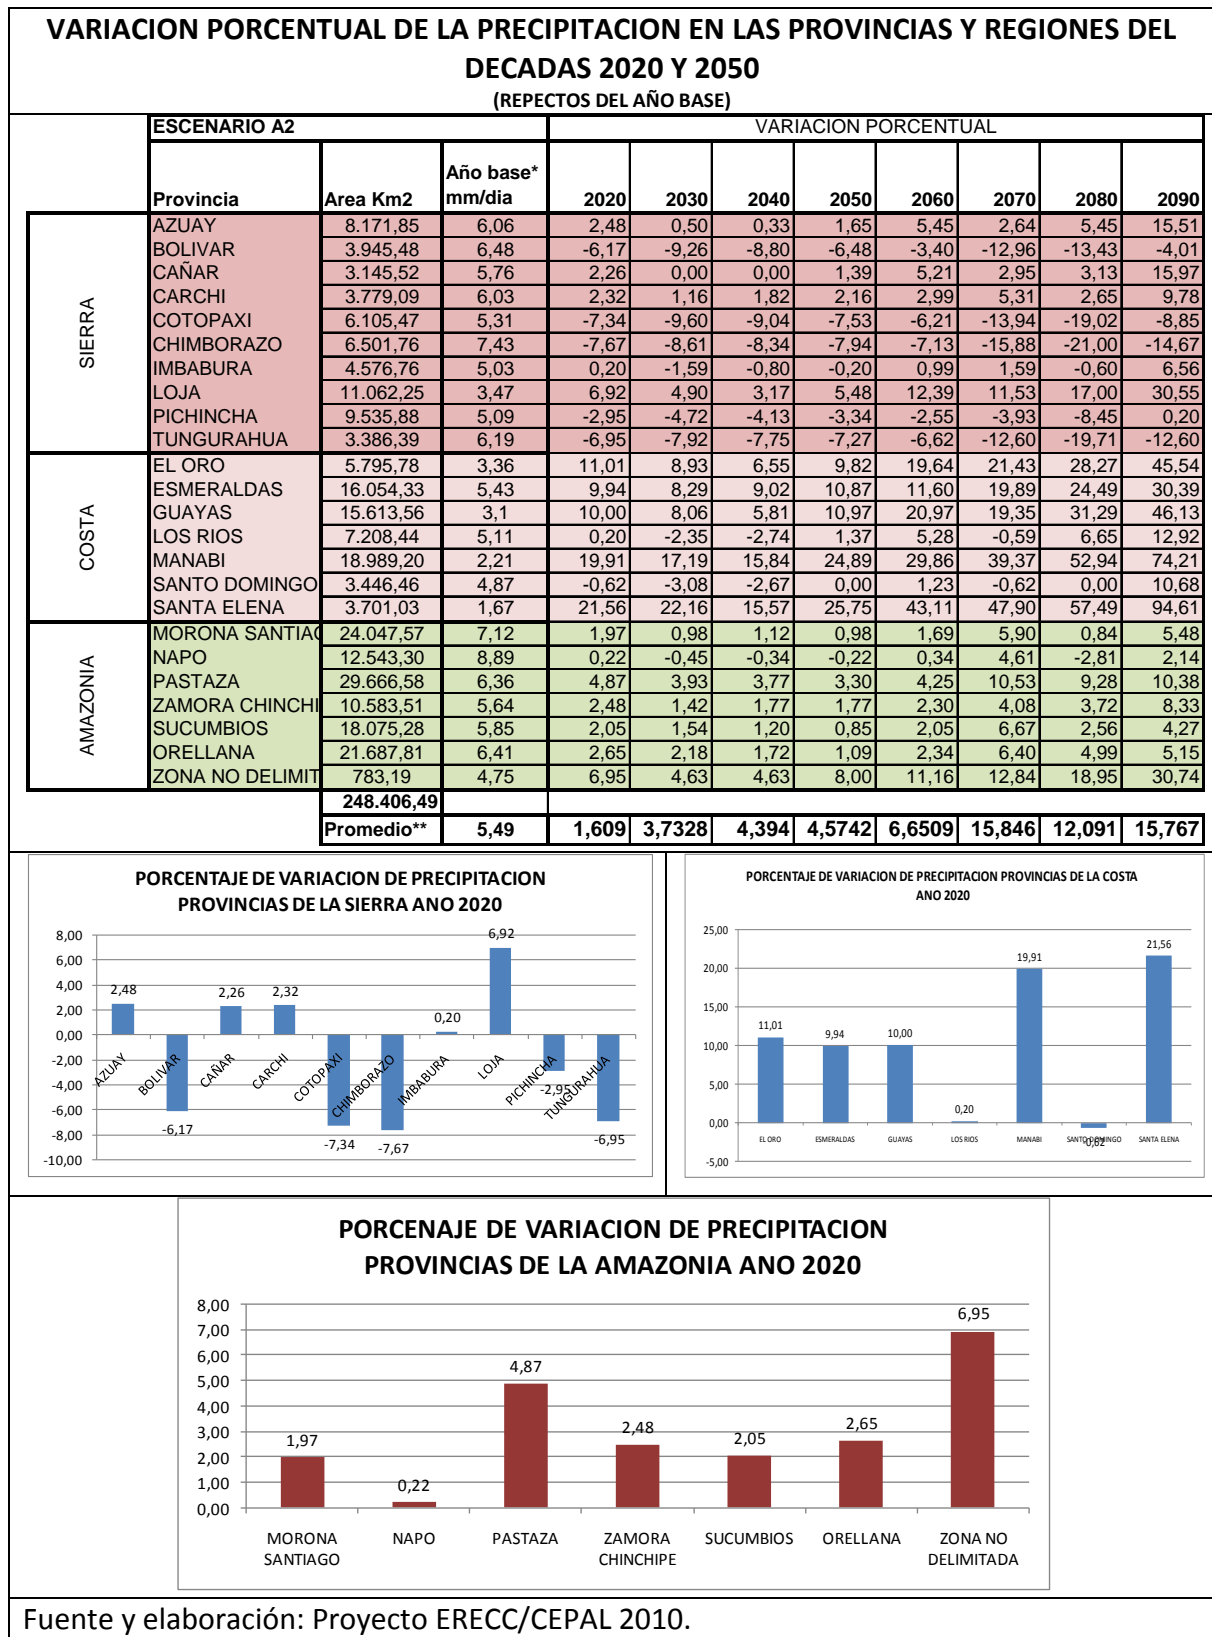 VARIACION PORCENTUAL DE LA PRECIPITACION EN LAS PROVINCIAS Y REGIONES DEL
DECADAS 2020 Y 2050
(REPECTOS DEL AÑO BASE)
ESCENARIO A2 VARIACION PORCENTUAL
Provincia Area Km2 Año base* mm/dia 2020 2030 2040 2050 2060 2070 2080 2090
SIERRA
AZUAY 8.171,85 6,06 2,48 0,50 0,33 1,65 5,45 2,64 5,45 15,51
BOLIVAR 3.945,48 6,48 -6,17 -9,26 -8,80 -6,48 -3,40 -12,96 -13,43 -4,01
CAÑAR 3.145,52 5,76 2,26 0,00 0,00 1,39 5,21 2,95 3,13 15,97
CARCHI 3.779,09 6,03 2,32 1,16 1,82 2,16 2,99 5,31 2,65 9,78
COTOPAXI 6.105,47 5,31 -7,34 -9,60 -9,04 -7,53 -6,21 -13,94 -19,02 -8,85
CHIMBORAZO 6.501,76 7,43 -7,67 -8,61 -8,34 -7,94 -7,13 -15,88 -21,00 -14,67
IMBABURA 4.576,76 5,03 0,20 -1,59 -0,80 -0,20 0,99 1,59 -0,60 6,56
LOJA 11.062,25 3,47 6,92 4,90 3,17 5,48 12,39 11,53 17,00 30,55
PICHINCHA 9.535,88 5,09 -2,95 -4,72 -4,13 -3,34 -2,55 -3,93 -8,45 0,20
TUNGURAHUA 3.386,39 6,19 -6,95 -7,92 -7,75 -7,27 -6,62 -12,60 -19,71 -12,60
COSTA
EL ORO 5.795,78 3,36 11,01 8,93 6,55 9,82 19,64 21,43 28,27 45,54
ESMERALDAS 16.054,33 5,43 9,94 8,29 9,02 10,87 11,60 19,89 24,49 30,39
GUAYAS 15.613,56 3,1 10,00 8,06 5,81 10,97 20,97 19,35 31,29 46,13
LOS RIOS 7.208,44 5,11 0,20 -2,35 -2,74 1,37 5,28 -0,59 6,65 12,92
MANABI 18.989,20 2,21 19,91 17,19 15,84 24,89 29,86 39,37 52,94 74,21
SANTO DOMINGO 3.446,46 4,87 -0,62 -3,08 -2,67 0,00 1,23 -0,62 0,00 10,68
SANTA ELENA 3.701,03 1,67 21,56 22,16 15,57 25,75 43,11 47,90 57,49 94,61
AMAZONIA
MORONA SANTIAG 24.047,57 7,12 1,97 0,98 1,12 0,98 1,69 5,90 0,84 5,48
NAPO 12.543,30 8,89 0,22 -0,45 -0,34 -0,22 0,34 4,61 -2,81 2,14
PASTAZA 29.666,58 6,36 4,87 3,93 3,77 3,30 4,25 10,53 9,28 10,38
ZAMORA CHINCHI 10.583,51 5,64 2,48 1,42 1,77 1,77 2,30 4,08 3,72 8,33
SUCUMBIOS 18.075,28 5,85 2,05 1,54 1,20 0,85 2,05 6,67 2,56 4,27
ORELLANA 21.687,81 6,41 2,65 2,18 1,72 1,09 2,34 6,40 4,99 5,15
ZONA NO DELIMIT 783,19 4,75 6,95 4,63 4,63 8,00 11,16 12,84 18,95 30,74
248.406,49
Promedio** 5,49 1,609 3,7328 4,394 4,5742 6,6509 15,846 12,091 15,767
PORCENTAJE DE VARIACION DE PRECIPITACION
PROVINCIAS DE LA SIERRA ANO 2020
8,00
6,00
4,00
2,00
0,00
-2,00
-4,00
-6,00
-8,00
-10,00
2,48 -6,17 2,26 2,32 -7,34 -7,67 0,20 6,92 -2,95 -6,95
AZUAY BOLIVAR CAÑAR CARCHI COTOPAXI CHIMBORAZO IMBABURA LOJA PICHINCHA TUNGURAHUA
PORCENTAJE DE VARIACION DE PRECIPITACION PROVINCIAS DE LA COSTA
ANO 2020
25,00
20,00
15,00
10,00
5,00
0,00
-5,00
11,01 9,94 10,00 0,20 19,91 -0,62 21,56
EL ORO ESMERALDAS GUAYAS LOS RIOS MANABI SANTO DOMINGO SANTA ELENA
PORCENAJE DE VARIACION DE PRECIPITACION
PROVINCIAS DE LA AMAZONIA ANO 2020
8,00
7,00
6,00
5,00
4,00
3,00
2,00
1,00
0,00
1,97 0,22 4,87 2,48 2,05 2,65 6,95
MORONA SANTIAGO NAPO PASTAZA ZAMORA CHINCHIPE SUCUMBIOS ORELLANA ZONA NO DELIMITADA
Fuente y elaboración: Proyecto ERECC/CEPAL 2010.